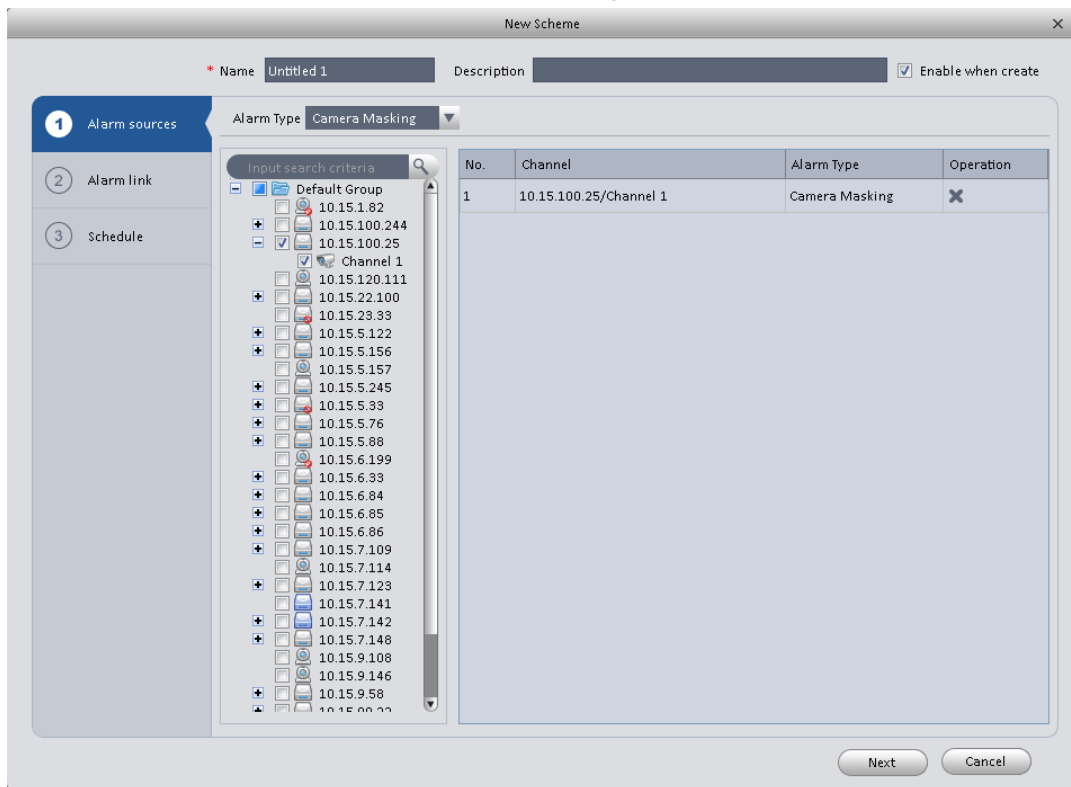 New Scheme
* Name Untitled 1 Description Enable when create
1 Alarm sources
Alarm Type Camera Masking
2 Alarm link
3 Schedule
Input search criteria
Default Group
10.15.1.82
10.15.100.244
10.15.100.25
Channel 1
10.15.120.111
10.15.22.100
10.15.23.33
10.15.5.122
10.15.5.156
10.15.5.157
10.15.5.245
10.15.5.33
10.15.5.76
10.15.5.88
10.15.6.199
10.15.6.33
10.15.6.84
10.15.6.85
10.15.6.86
10.15.7.109
10.15.7.114
10.15.7.123
10.15.7.141
10.15.7.142
10.15.7.148
10.15.9.108
10.15.9.146
10.15.9.58
No. Channel Alarm Type Operation
1 10.15.100.25/Channel 1 Camera Masking
Next Cancel